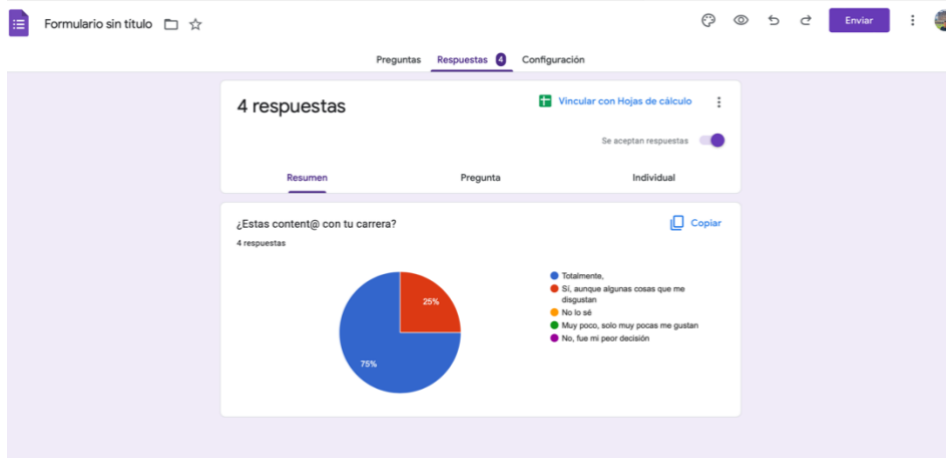 Formulario sin título
Enviar
Preguntas Respuestas 4 Configuración
4 respuestas
Vincular con Hojas de cálculo
Se aceptan respuestas
Resumen Pregunta Individual
¿Estas content@ con tu carrera?
Copiar
4 respuestas
25%
75%
Totalmente,
Sí, aunque algunas cosas que me
disgustan
No lo sé
Muy poco, solo muy pocas me gustan
No, fue mi peor decisión